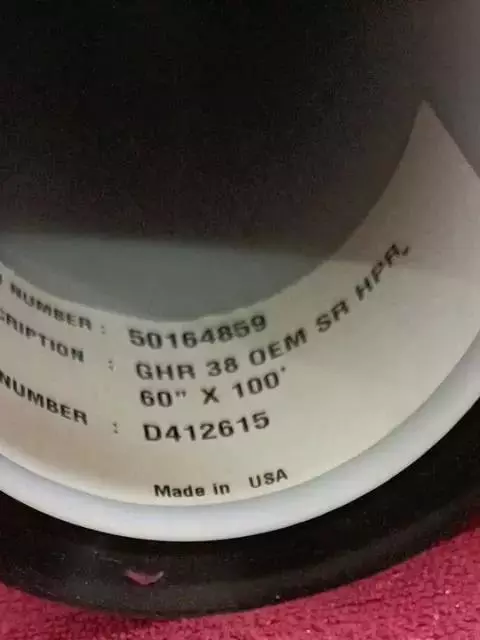 NUMBER : 50164859
CRIPTION : GHR 38 OEM SR HPR,
60" X 100'
NUMBER : D412615
Made in USA